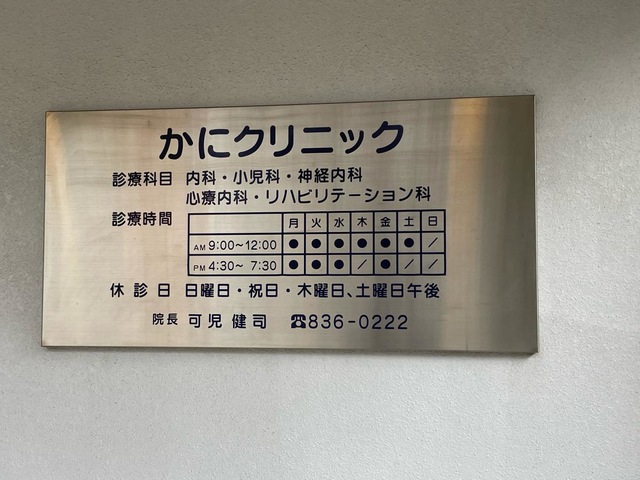 かにクリニック
診療科目 内科・小児科・神経内科
心療内科・リハビリテーション科
診療時間 月 火 水 木 金 土 日
AM 9:00～12:00 ● ● ● ● ● ● ／
PM 4:30～ 7:30 ● ● ● ／ ● ／ ／
休診日 日曜日・祝日・木曜日、土曜日午後
院長 可児 健司 ☎836-0222